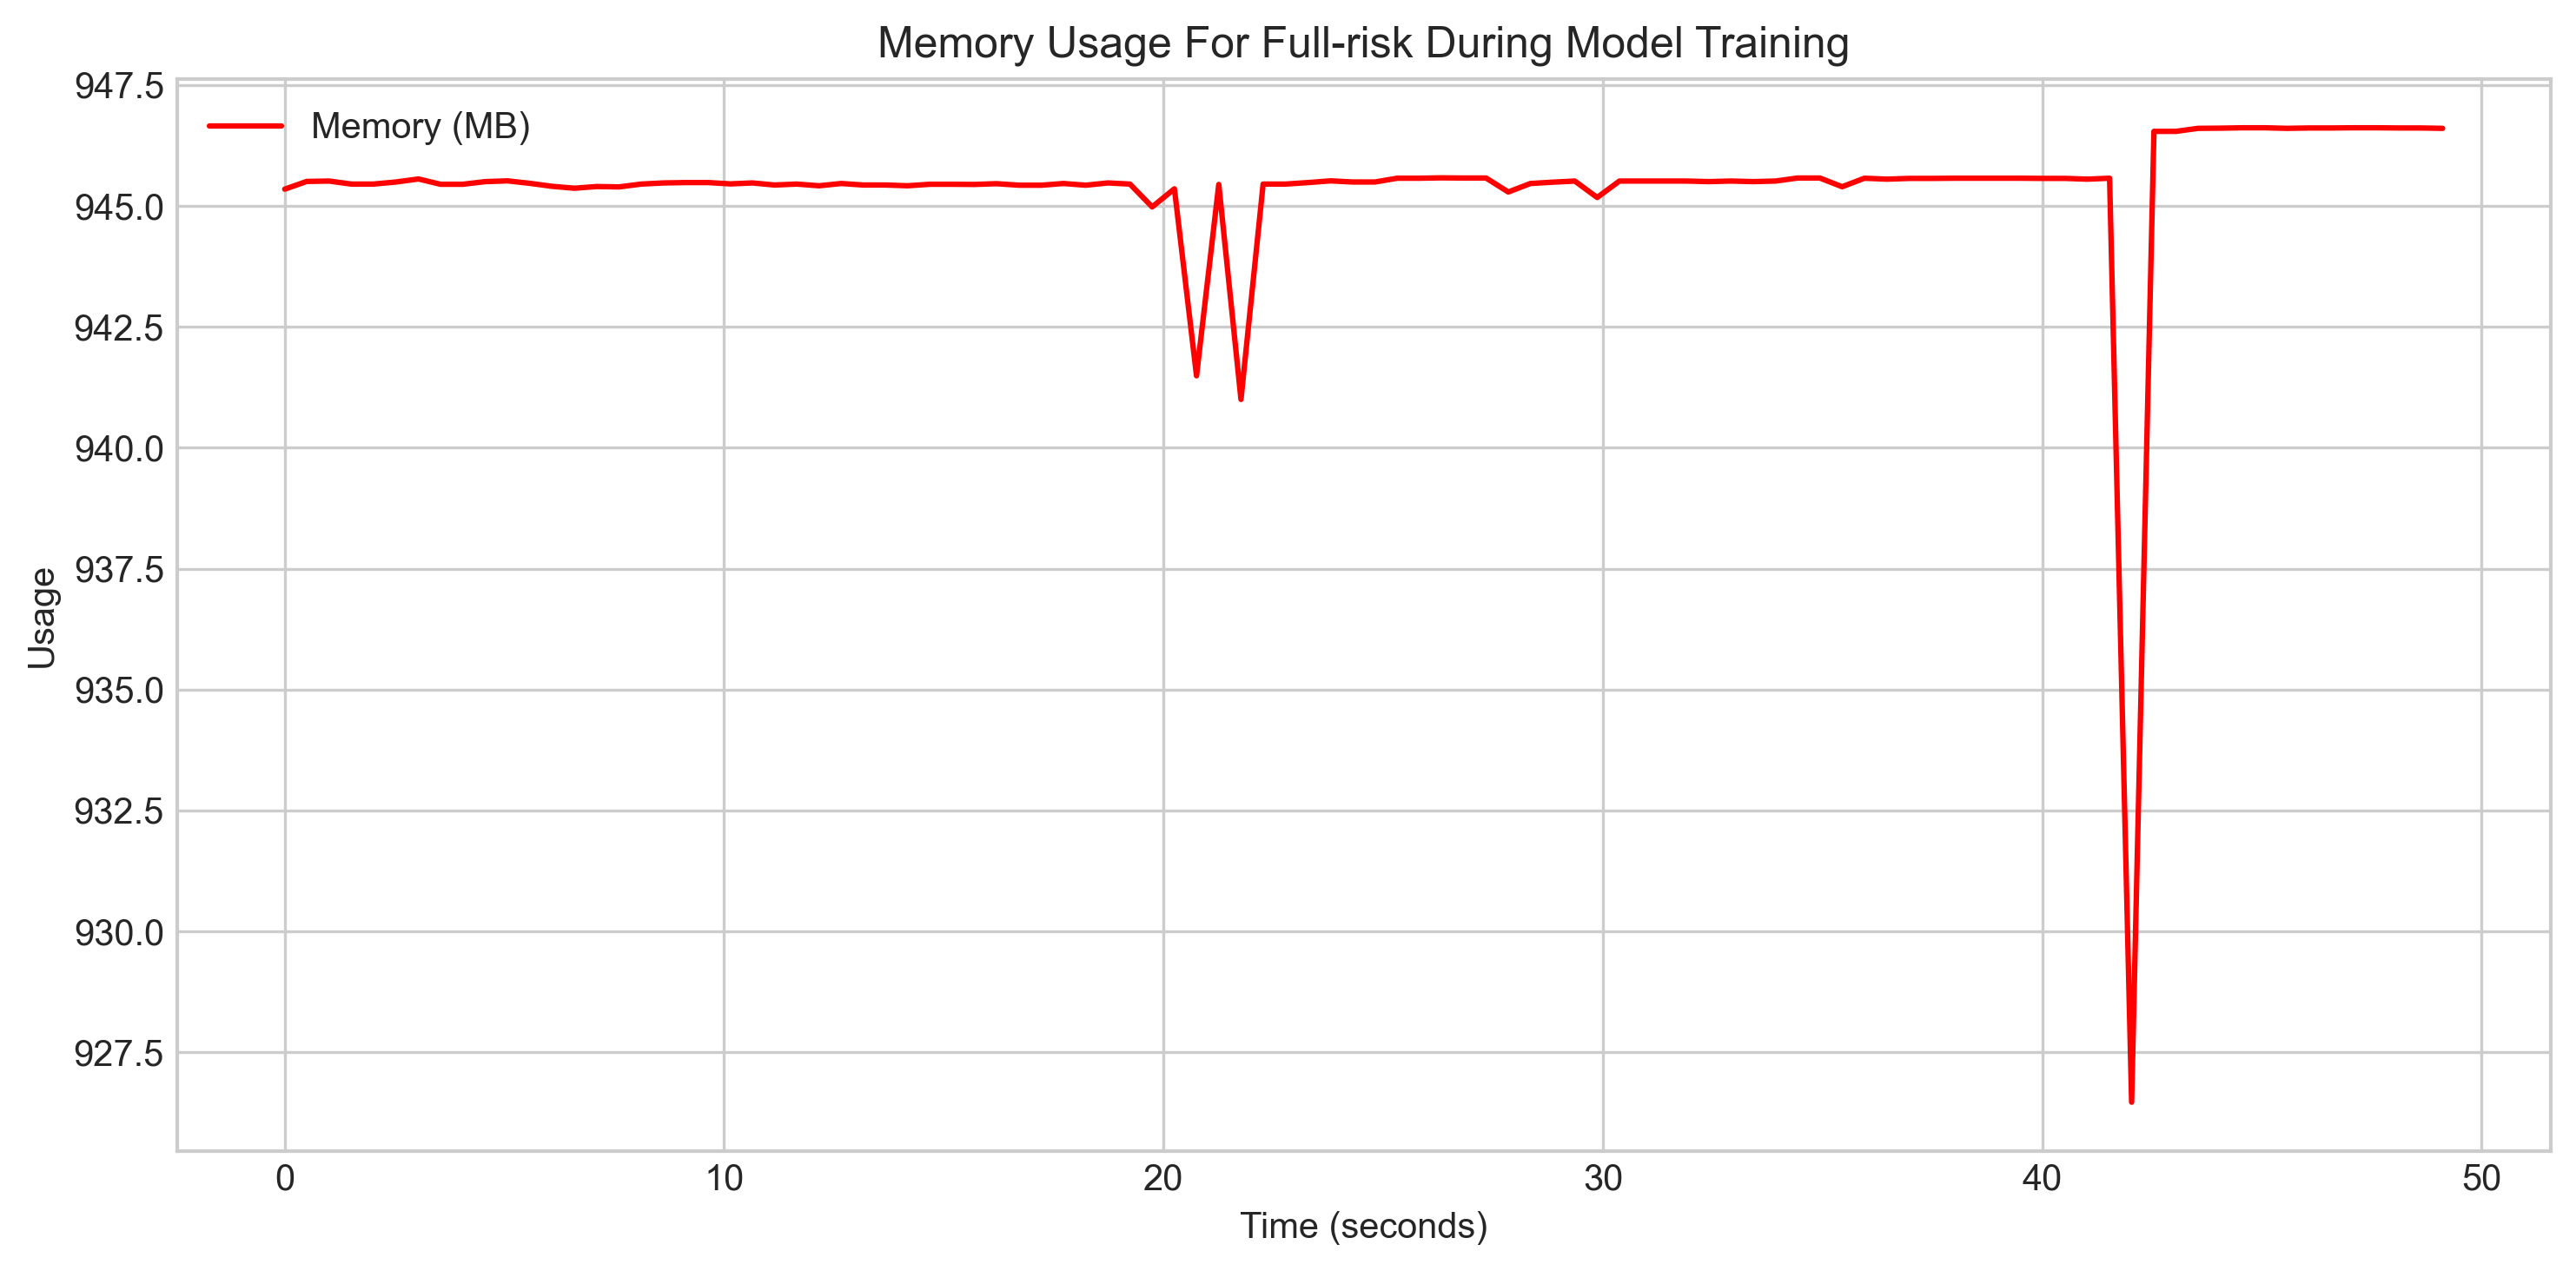 Memory Usage For Full-risk During Model Training
947.5
Memory (MB)
945.0
942.5
940.0
937.5
935.0
932.5
930.0
927.5
Usage
0 10 20 30 40 50
Time (seconds)